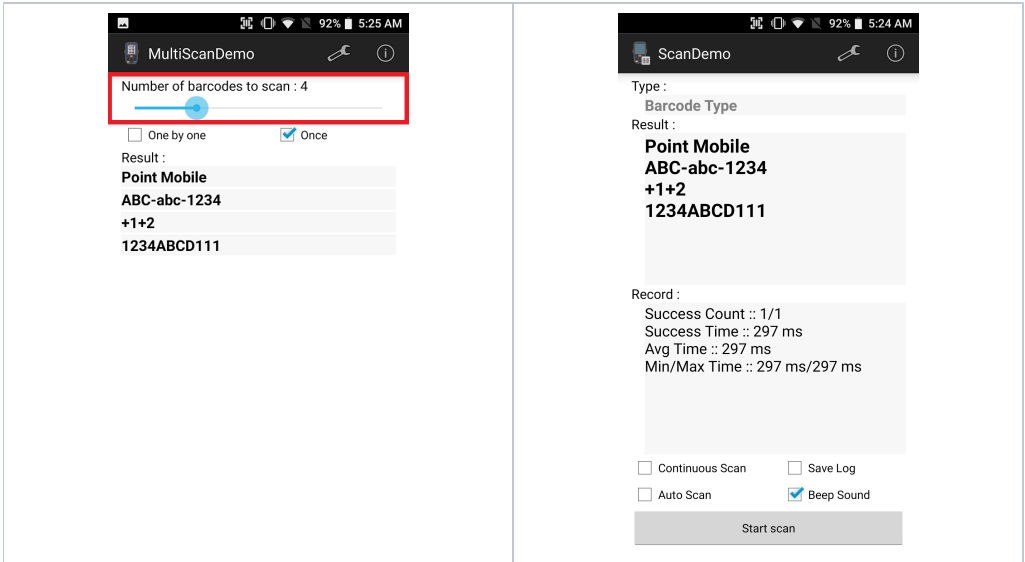 92% 5:25 AM
MultiScanDemo
Number of barcodes to scan : 4
One by one Once
Result :
Point Mobile
ABC-abc-1234
+1+2
1234ABCD111
92% 5:24 AM
ScanDemo
Type :
Barcode Type
Result :
Point Mobile
ABC-abc-1234
+1+2
1234ABCD111
Record :
Success Count :: 1/1
Success Time :: 297 ms
Avg Time :: 297 ms
Min/Max Time :: 297 ms/297 ms
Continuous Scan Save Log
Auto Scan Beep Sound
Start scan